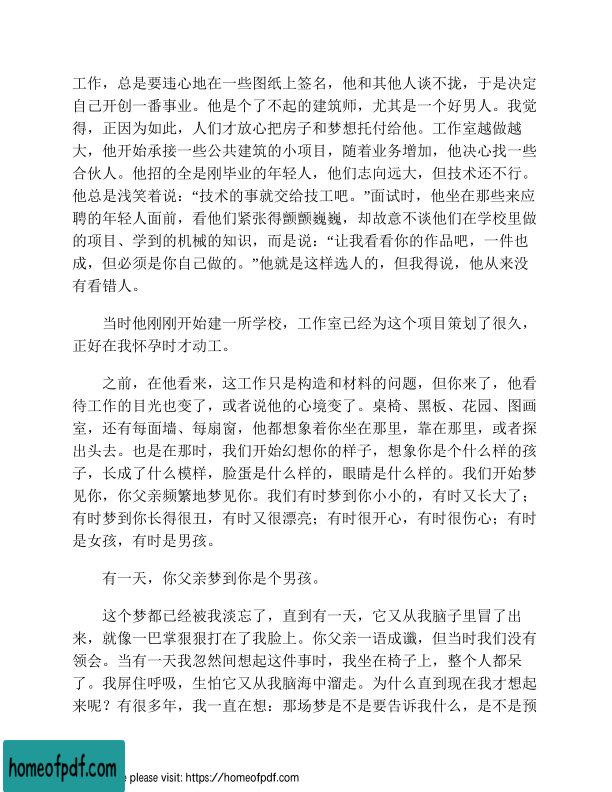 工作，总是要违心地在一些图纸上签名，他和其他人谈不拢，于是决定
自己开创一番事业。他是个了不起的建筑师，尤其是一个好男人。我觉
得，正因为如此，人们才放心把房子和梦想托付给他。工作室越做越
大，他开始承接一些公共建筑的小项目，随着业务增加，他决心找一些
合伙人。他招的全是刚毕业的年轻人，他们志向远大，但技术还不行。
他总是浅笑着说：“技术的事就交给技工吧。”面试时，他坐在那些来应
聘的年轻人面前，看他们紧张得颤颤巍巍，却故意不谈他们在学校里做
的项目、学到的机械的知识，而是说：“让我看看你的作品吧，一件也
成，但必须是你自己做的。”他就是这样选人的，但我得说，他从来没
有看错人。
当时他刚刚开始建一所学校，工作室已经为这个项目策划了很久，
正好在我怀孕时才动工。
之前，在他看来，这工作只是构造和材料的问题，但你来了，他看
待工作的目光也变了，或者说他的心境变了。桌椅、黑板、花园、图画
室，还有每面墙、每扇窗，他都想象着你坐在那里，靠在那里，或者探
出头去。也是在那时，我们开始幻想你的样子，想象你是个什么样的孩
子，长成了什么模样，脸蛋是什么样的，眼睛是什么样的。我们开始梦
见你，你父亲频繁地梦见你。我们有时梦到你小小的，有时又长大了；
有时梦到你长得很丑，有时又很漂亮；有时很开心，有时很伤心；有时
是女孩，有时是男孩。
有一天，你父亲梦到你是个男孩。
这个梦都已经被我淡忘了，直到有一天，它又从我脑子里冒了出
来，就像一巴掌狠狠打在了我脸上。你父亲一语成谶，但当时我们没有
领会。当有一天我忽然间想起这件事时，我坐在椅子上，整个人都呆
了。我屏住呼吸，生怕它又从我脑海中溜走。为什么直到现在我才想起
来呢？有很多年，我一直在想：那场梦是不是要告诉我什么，是不是预
homeofpdf.com
e please visit: https://homeofpdf.com